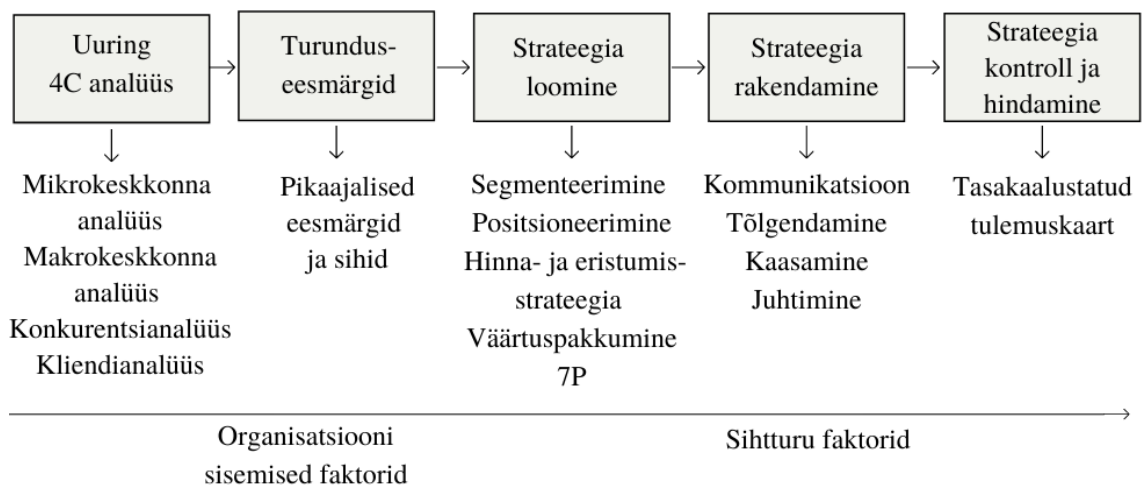 Uuring
4C analüüs
Turundus-
eesmärgid
Strateegia
loomine
Strateegia
rakendamine
Strateegia
kontroll ja
hindamine
Mikrokeskkonna
analüüs
Makrokeskkonna
analüüs
Konkurentsianalüüs
Kliendianalüüs
Pikaajalised
eesmärgid
ja sihid
Segmenteerimine
Positsioneerimine
Hinna- ja eristumis-
strateegia
Väärtuspakkumine
7P
Kommunikatsioon
Tõlgendamine
Kaasamine
Juhtimine
Tasakaalustatud
tulemuskaart
Organisatsiooni
sisemised faktorid
Sihtturu faktorid